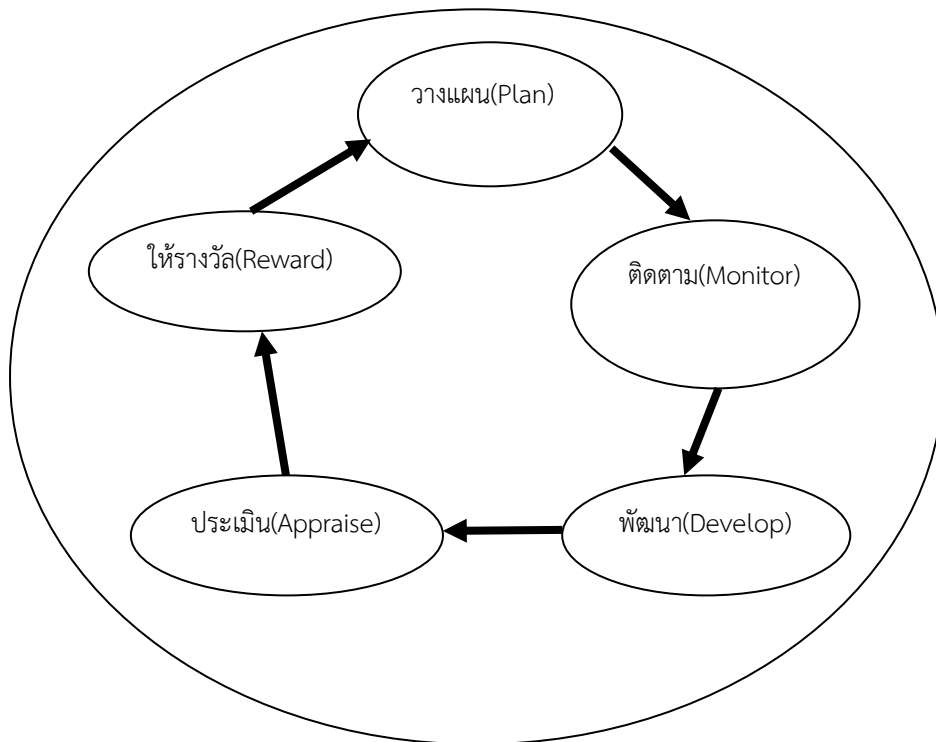 วางแผน(Plan)
ติดตาม(Monitor)
พัฒนา(Develop)
ประเมิน(Appraise)
ให้รางวัล(Reward)